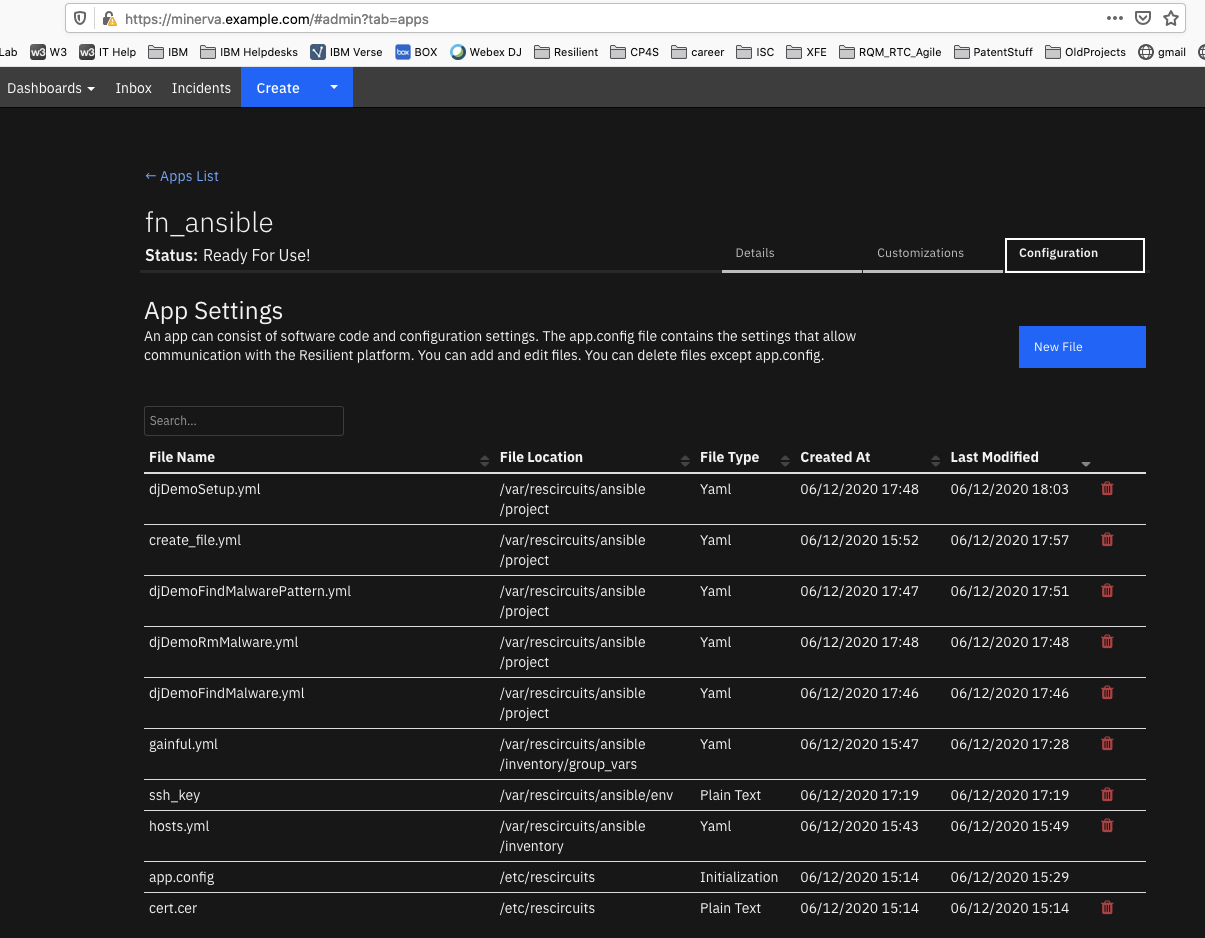 https://minerva.example.com/#admin?tab=apps
Lab W3 IT Help IBM IBM Helpdesks IBM Verse BOX Webex DJ Resilient CP4S career ISC XFE RQM_RTC_Agile PatentStuff OldProjects gmail
Dashboards Inbox Incidents Create
← Apps List
fn_ansible
Status: Ready For Use!
Details Customizations Configuration
App Settings
An app can consist of software code and configuration settings. The app.config file contains the settings that allow
communication with the Resilient platform. You can add and edit files. You can delete files except app.config.
New File
Search...
File Name File Location File Type Created At Last Modified
djDemoSetup.yml /var/rescircuits/ansible Yaml 06/12/2020 17:48 06/12/2020 18:03
/project
create_file.yml /var/rescircuits/ansible Yaml 06/12/2020 15:52 06/12/2020 17:57
/project
djDemoFindMalwarePattern.yml /var/rescircuits/ansible Yaml 06/12/2020 17:47 06/12/2020 17:51
/project
djDemoRmMalware.yml /var/rescircuits/ansible Yaml 06/12/2020 17:48 06/12/2020 17:48
/project
djDemoFindMalware.yml /var/rescircuits/ansible Yaml 06/12/2020 17:46 06/12/2020 17:46
/project
gainful.yml /var/rescircuits/ansible Yaml 06/12/2020 15:47 06/12/2020 17:28
/inventory/group_vars
ssh_key /var/rescircuits/ansible/env Plain Text 06/12/2020 17:19 06/12/2020 17:19
hosts.yml /var/rescircuits/ansible Yaml 06/12/2020 15:43 06/12/2020 15:49
/inventory
app.config /etc/rescircuits Initialization 06/12/2020 15:14 06/12/2020 15:29
cert.cer /etc/rescircuits Plain Text 06/12/2020 15:14 06/12/2020 15:14